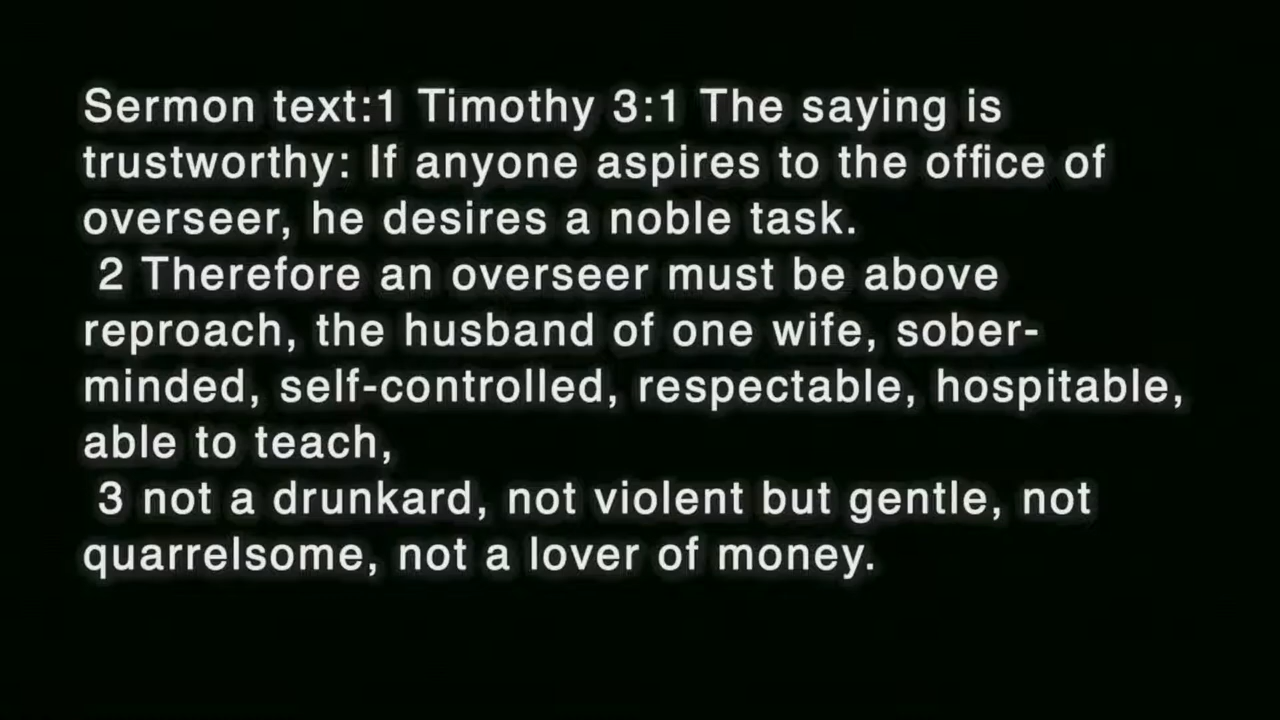 Sermon text:1 Timothy 3:1 The saying is
trustworthy: If anyone aspires to the office of
overseer, he desires a noble task.
2 Therefore an overseer must be above
reproach, the husband of one wife, sober-
minded, self-controlled, respectable, hospitable,
able to teach,
3 not a drunkard, not violent but gentle, not
quarrelsome, not a lover of money.